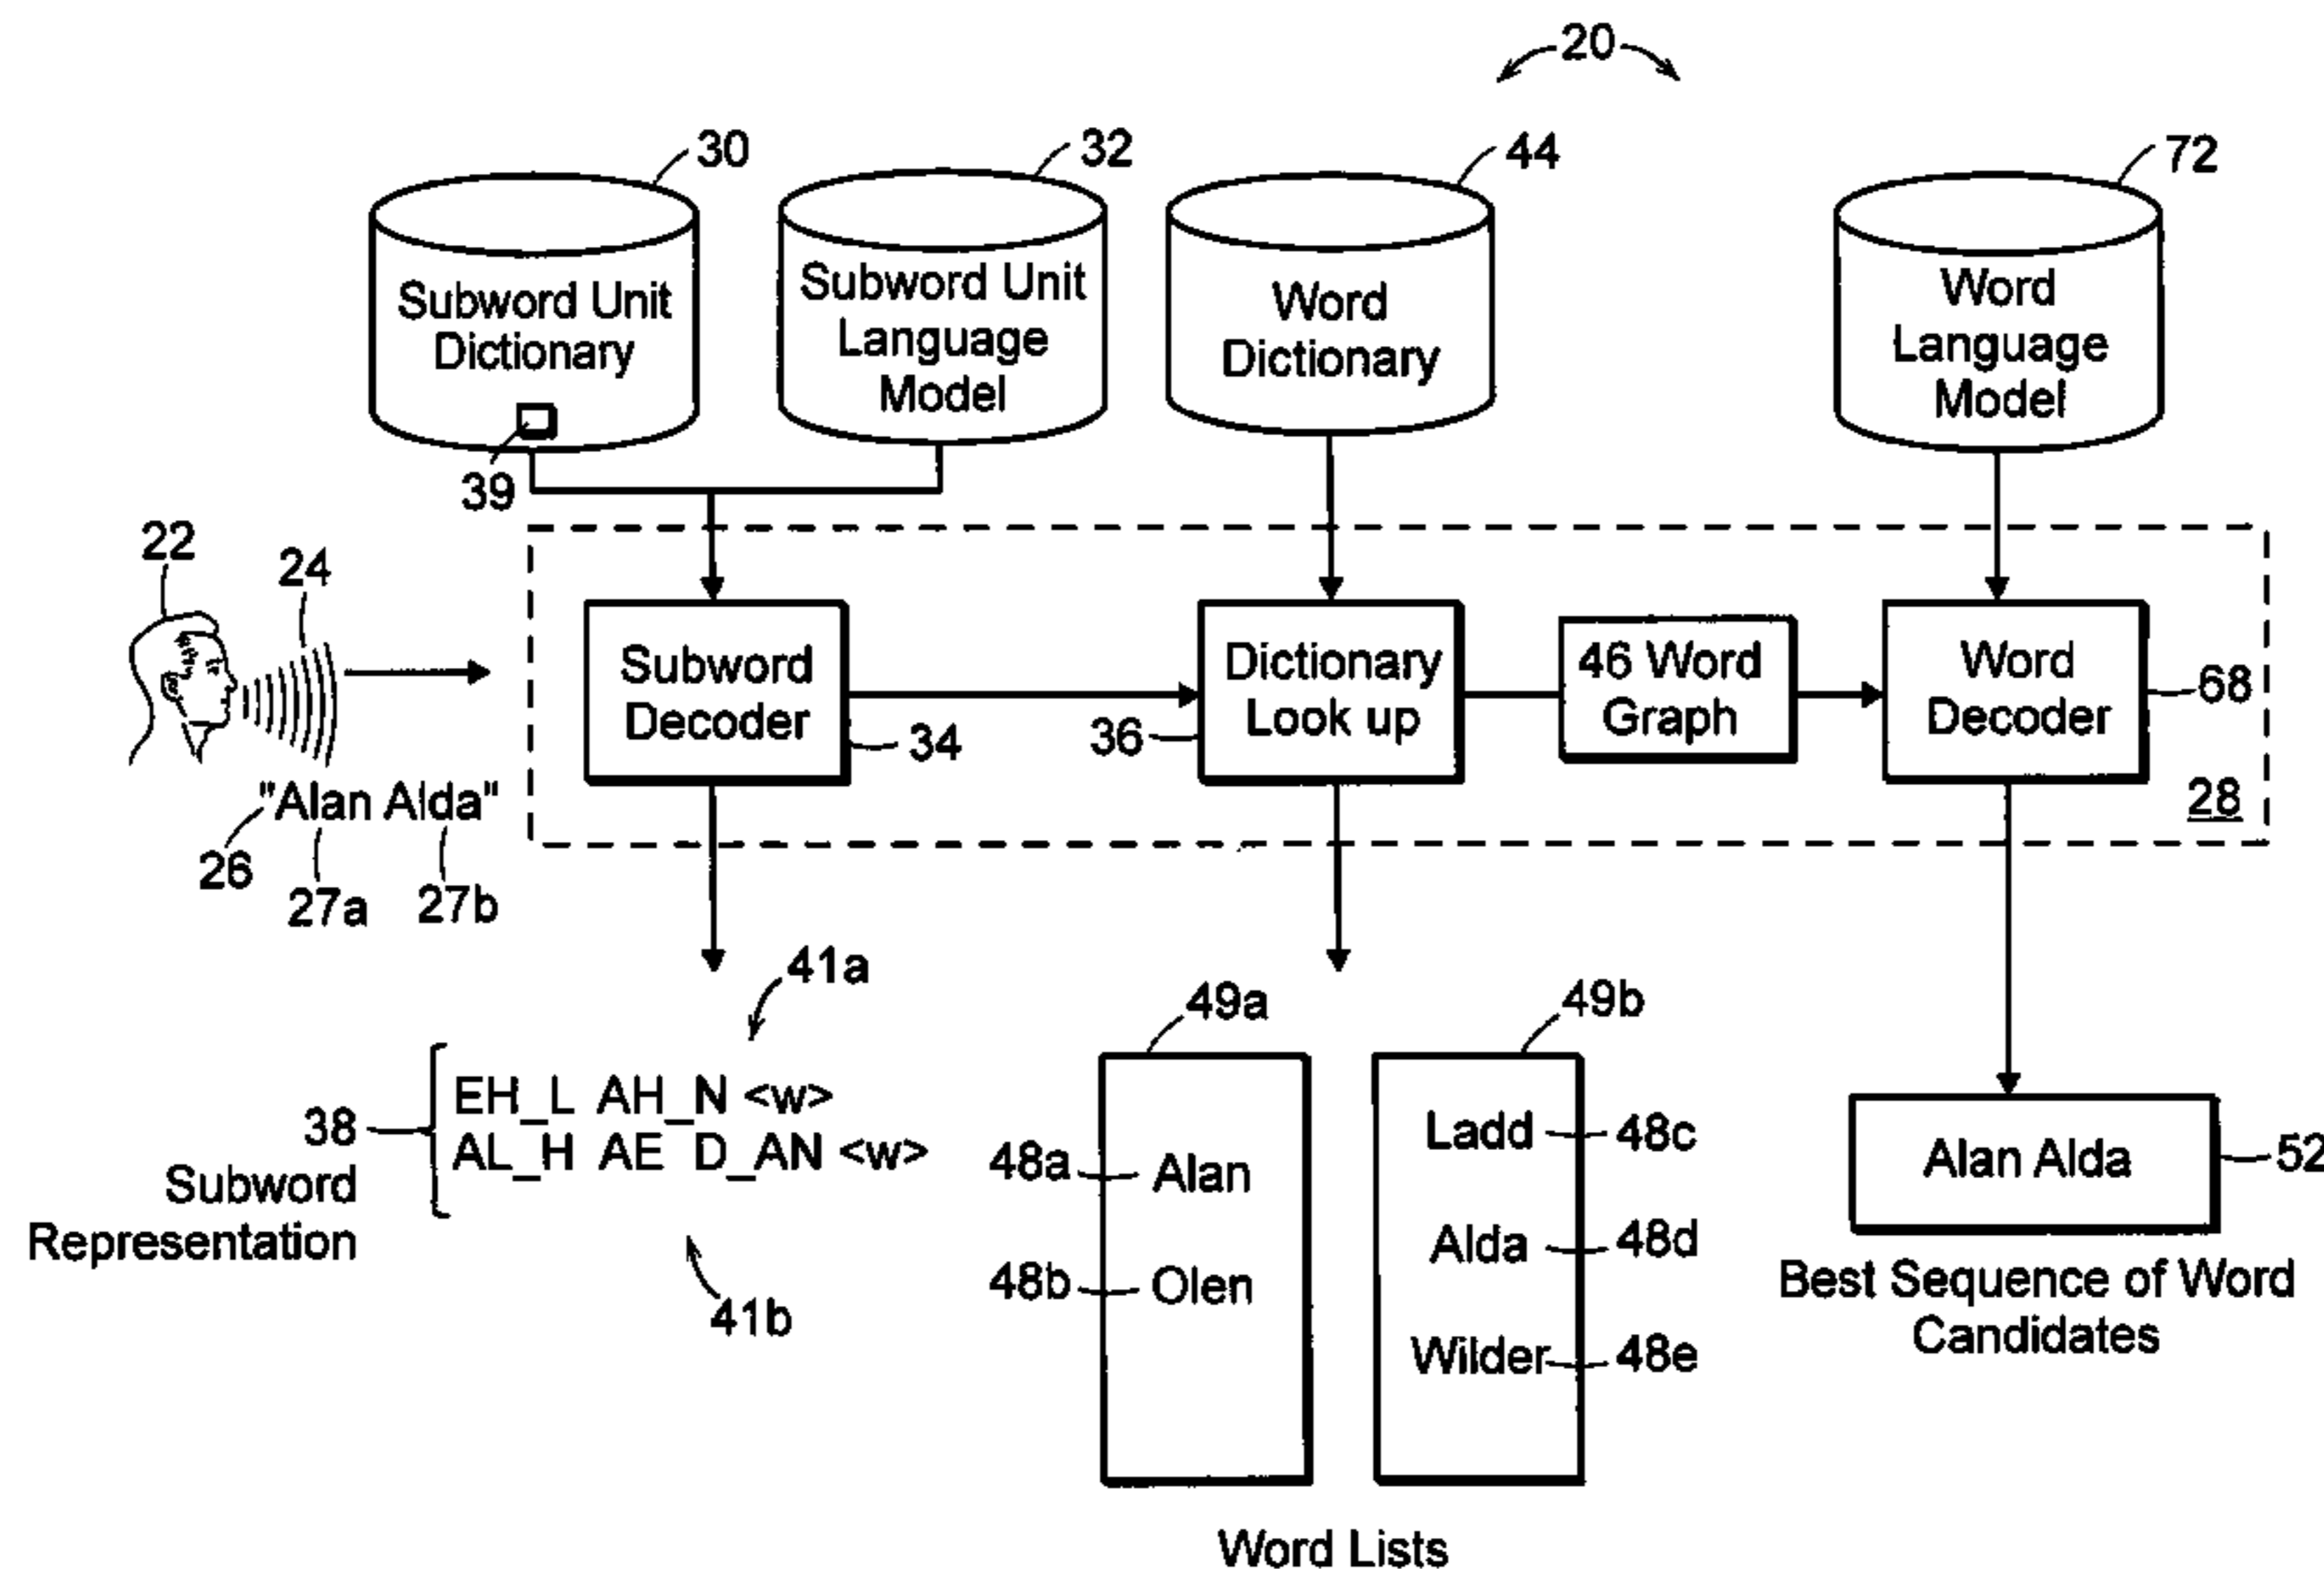 20
30
32
44
72
Subword Unit
Dictionary
39
Subword Unit
Language
Model
Word
Dictionary
Word
Language
Model
22
24
"Alan Alda"
26
27a
27b
Subword
Decoder
34
Dictionary
Look up
36
46 Word
Graph
Word
Decoder
68
28
41a
EH_L AH_N <w>
AL_H AE D_AN <w>
38
Subword
Representation
41b
49a
48a
Alan
48b
Olen
49b
Ladd
48c
Alda
48d
Wilder
48e
Word Lists
Alan Alda
52
Best Sequence of Word
Candidates